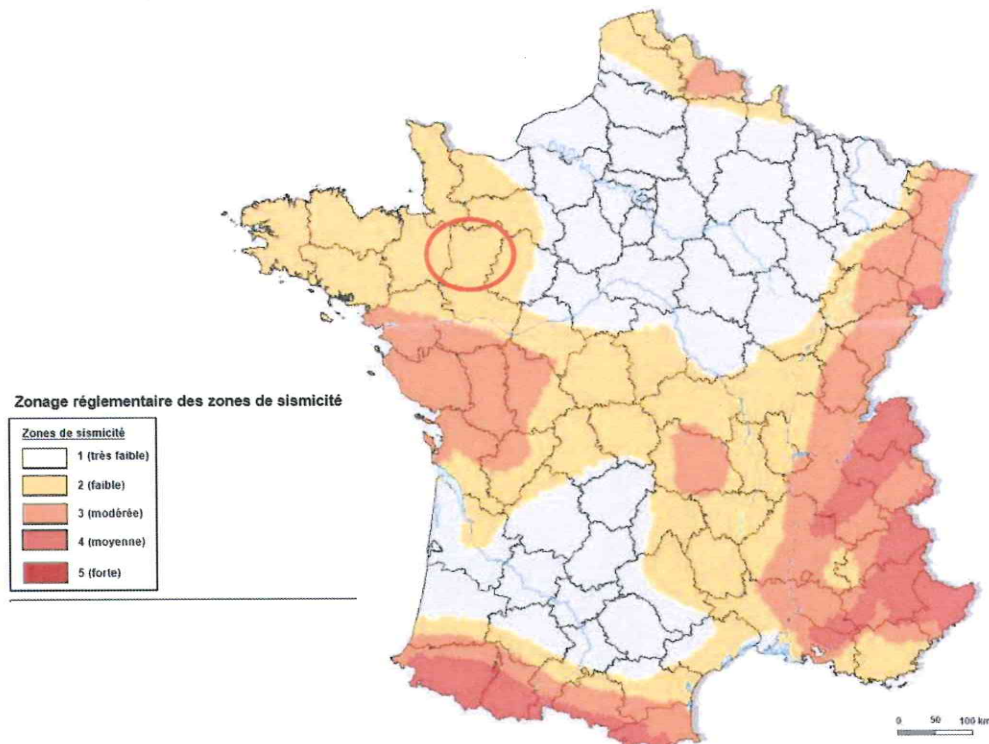 Zonage réglementaire des zones de sismicité
Zones de sismicité
1 (très faible)
2 (faible)
3 (modérée)
4 (moyenne)
5 (forte)
0 50 100 km